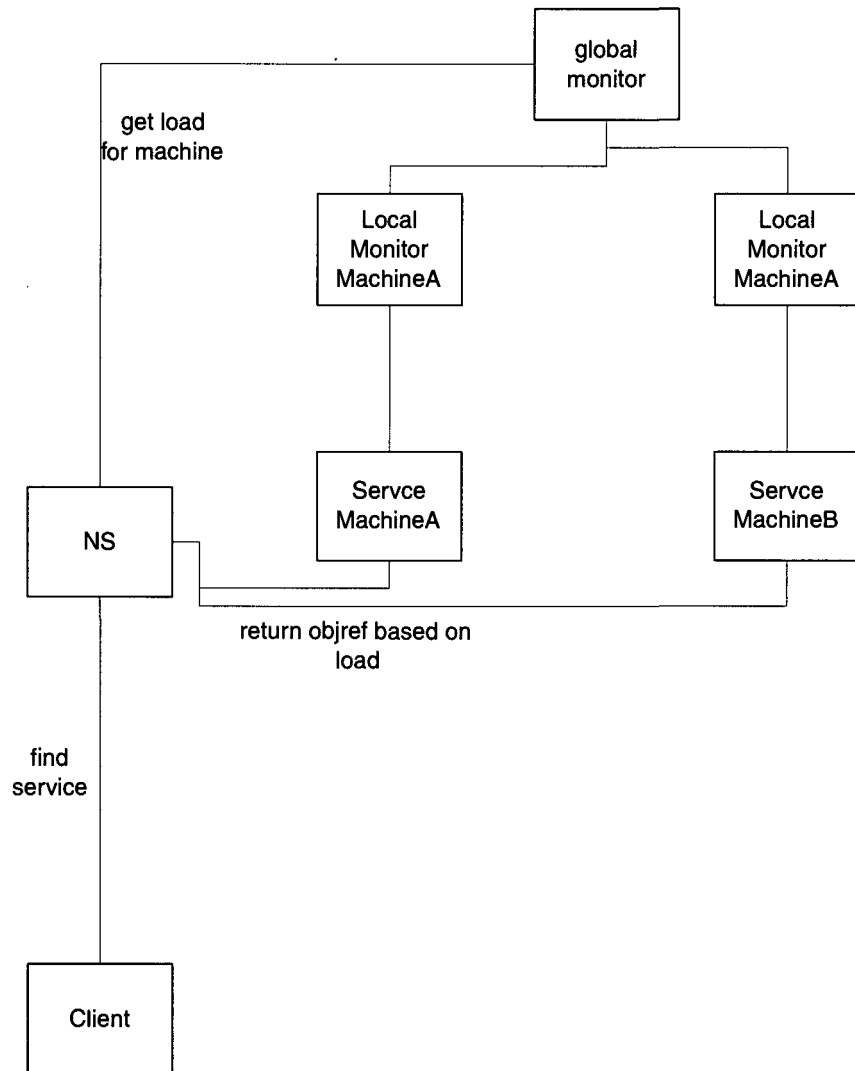 global
monitor
get load
for machine
Local
Monitor
MachineA
Local
Monitor
MachineA
Servce
MachineA
Servce
MachineB
NS
return objref based on
load
find
service
Client